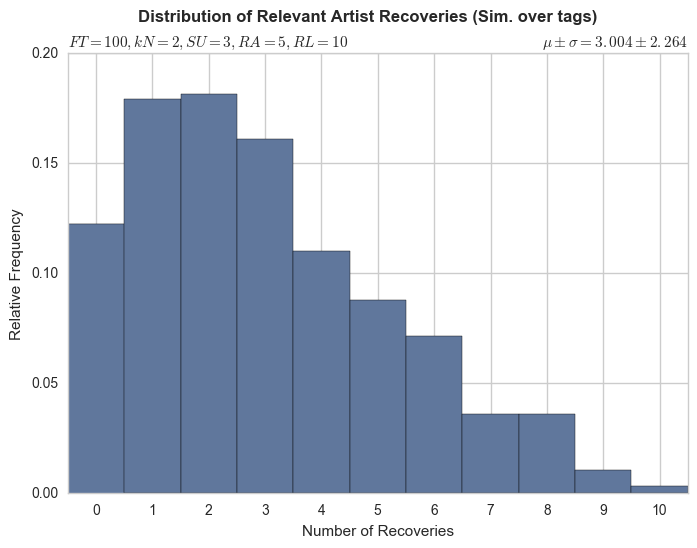 Distribution of Relevant Artist Recoveries (Sim. over tags)
FT = 100, kN = 2, SU = 3, RA = 5, RL = 10 μ ± σ = 3.004 ± 2.264
0.20
0.15
0.10
0.05
0.00
Relative Frequency
0 1 2 3 4 5 6 7 8 9 10
Number of Recoveries